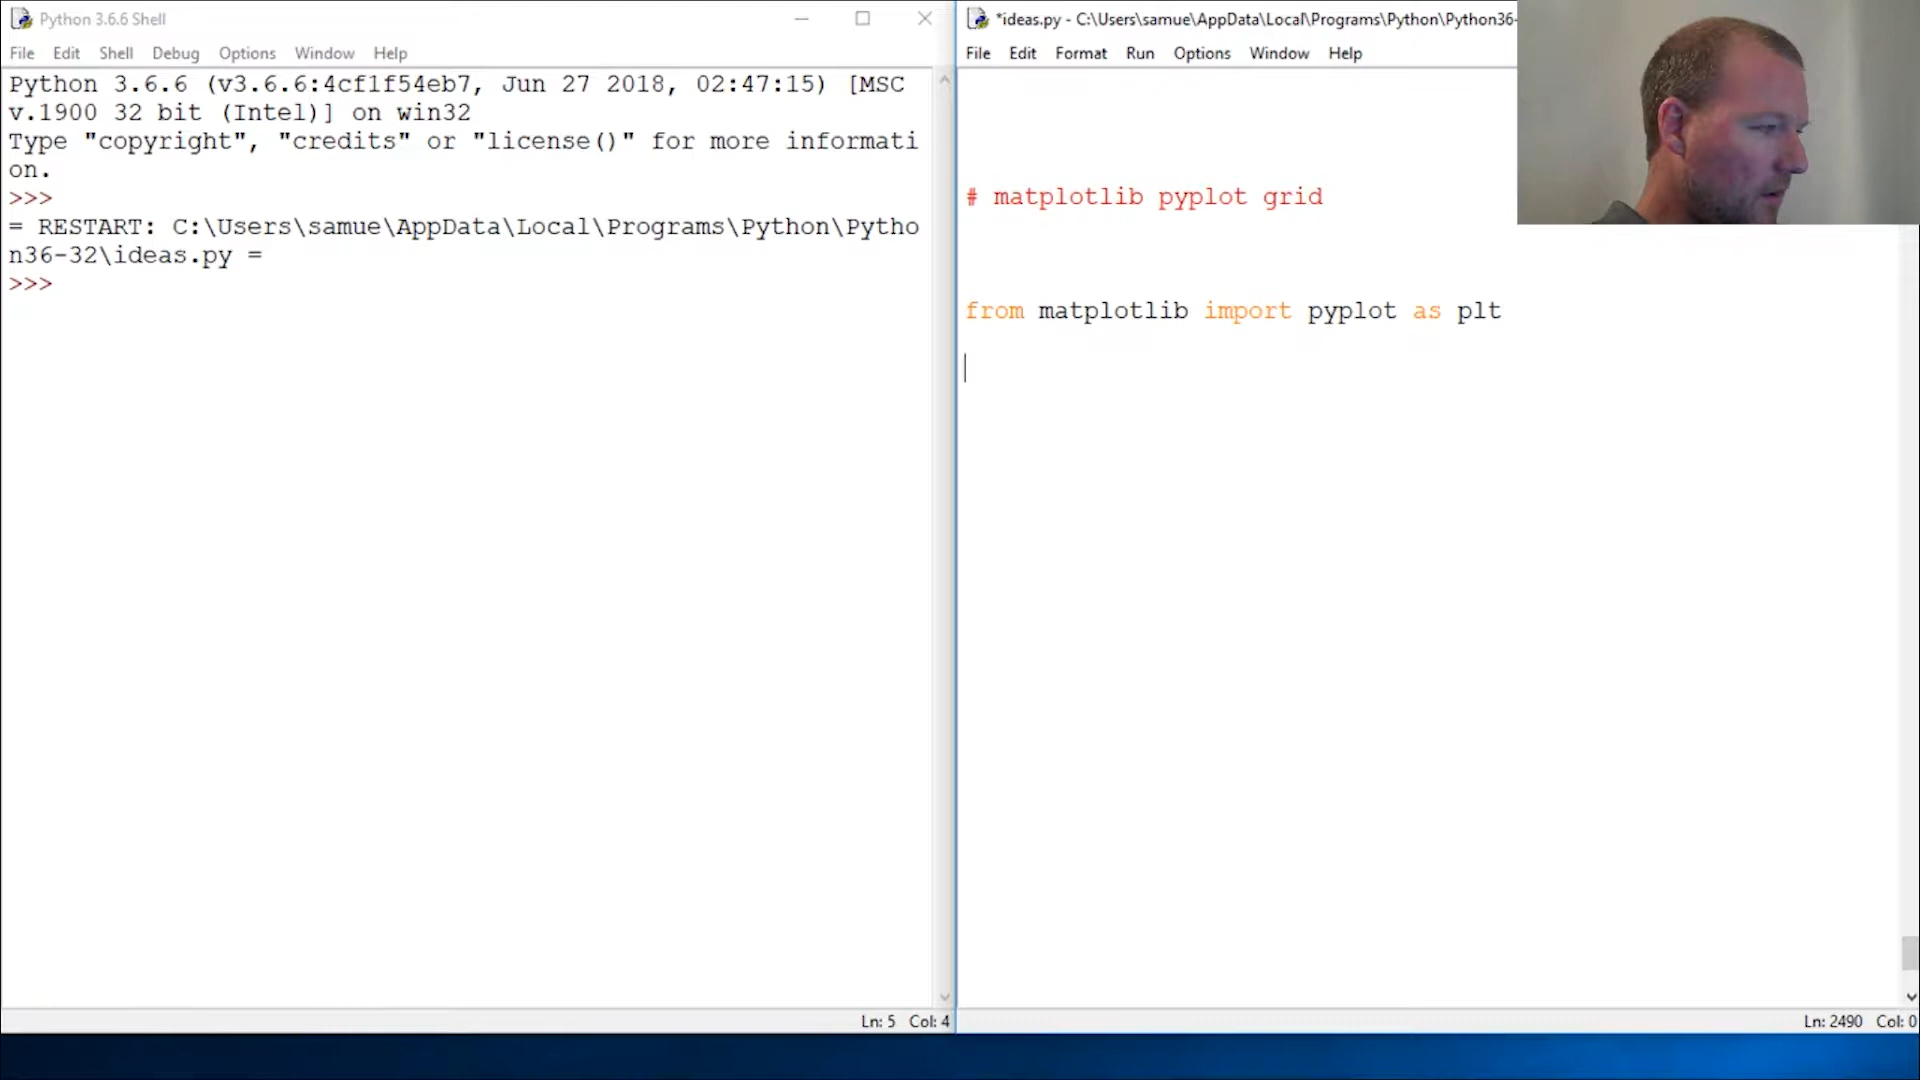 Python 3.6.6 Shell
File Edit Shell Debug Options Window Help
Python 3.6.6 (v3.6.6:4cf1f54eb7, Jun 27 2018, 02:47:15) [MSC
v.1900 32 bit (Intel)] on win32
Type "copyright", "credits" or "license()" for more informati
on.
>>>
= RESTART: C:\Users\samue\AppData\Local\Programs\Python\Pytho
n36-32\ideas.py =
>>>
Ln: 5 Col: 4
*ideas.py - C:\Users\samue\AppData\Local\Programs\Python\Python36-
File Edit Format Run Options Window Help
# matplotlib pyplot grid
from matplotlib import pyplot as plt
Ln: 2490 Col: 0